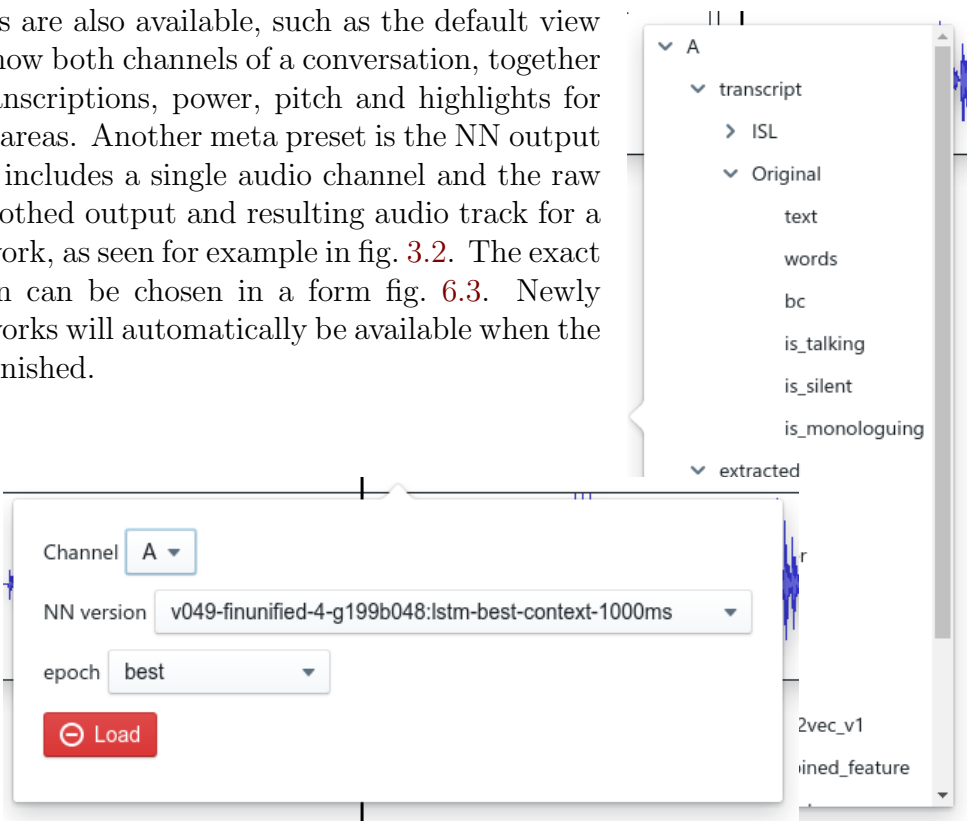 s are also available, such as the default view
now both channels of a conversation, together
anscriptions, power, pitch and highlights for
areas. Another meta preset is the NN output
includes a single audio channel and the raw
othed output and resulting audio track for a
work, as seen for example in fig. 3.2. The exact
n can be chosen in a form fig. 6.3. Newly
works will automatically be available when the
nished.
A
transcript
ISL
Original
text
words
bc
is_talking
is_silent
is_monologuing
extracted
r
2vec_v1
ined_feature
Channel A
NN version v049-finunified-4-g199b048:lstm-best-context-1000ms
epoch best
Load